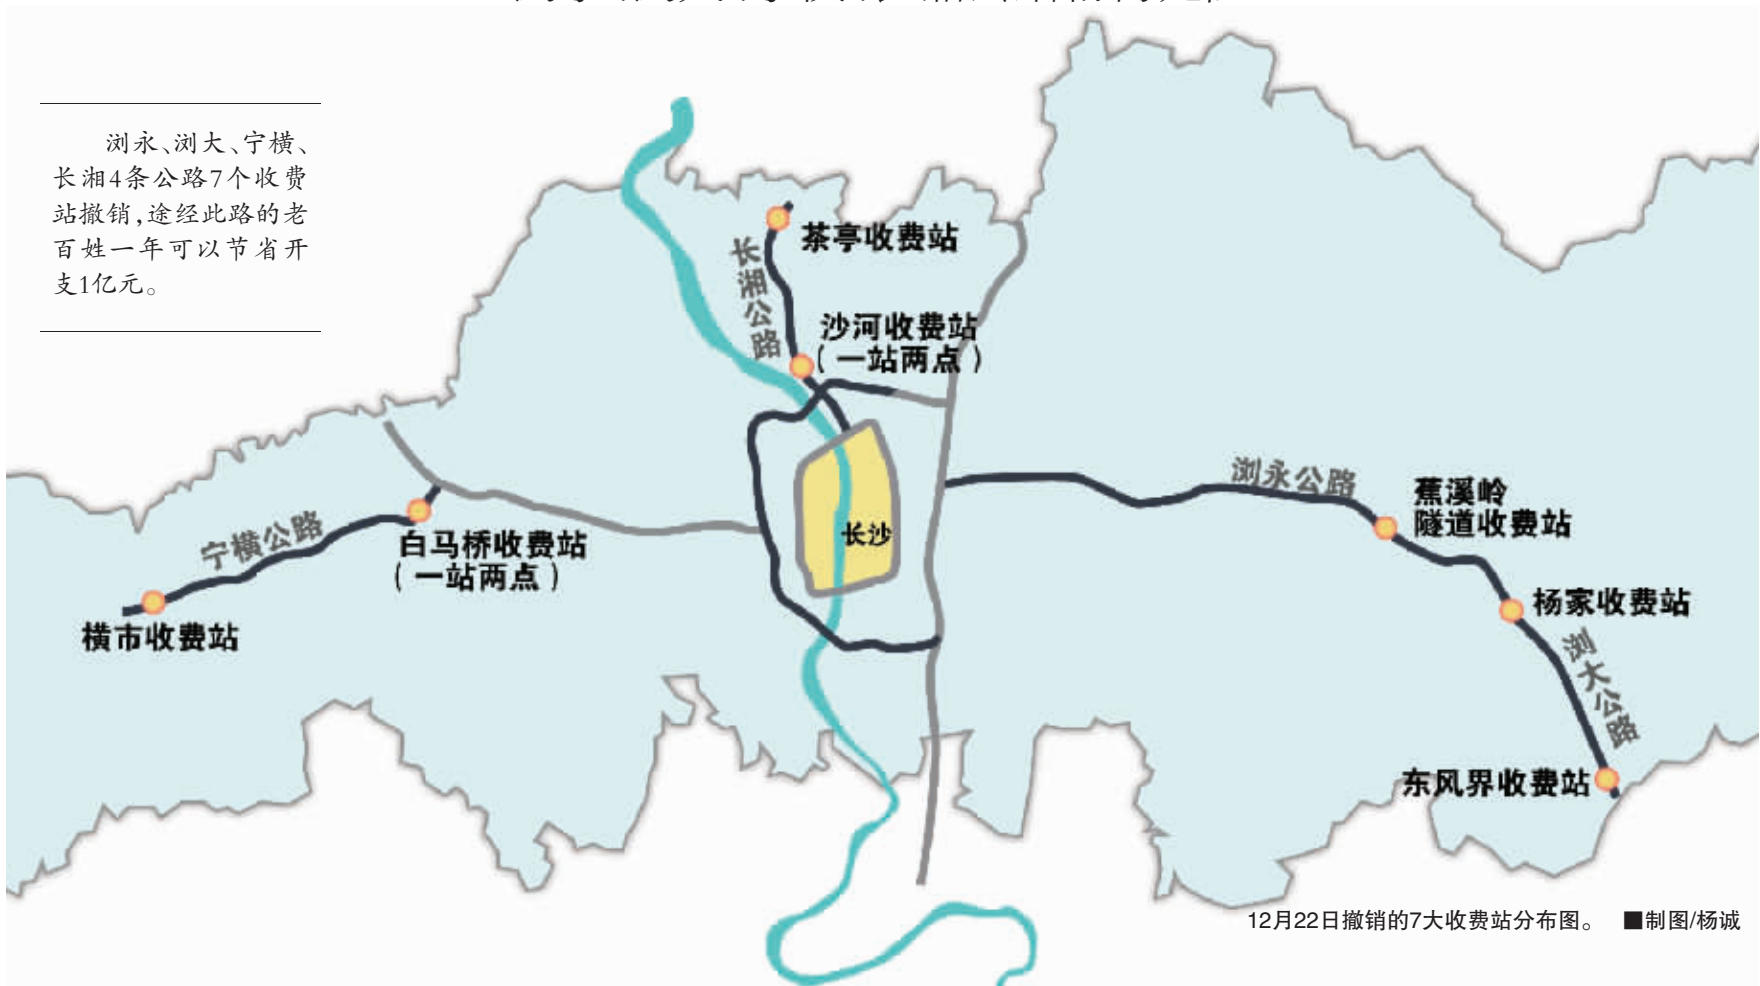 浏永、浏大、宁横、
长湘4条公路7个收费
站撤销,途经此路的老
百姓一年可以节省开
支1亿元。
茶亭收费站
长湘公路
沙河收费站
(一站两点)
浏永公路
蕉溪岭
隧道收费站
长沙
宁横公路
白马桥收费站
(一站两点)
横市收费站
杨家收费站
浏大公路
东风界收费站
12月22日撤销的7大收费站分布图。 ■制图/杨诚